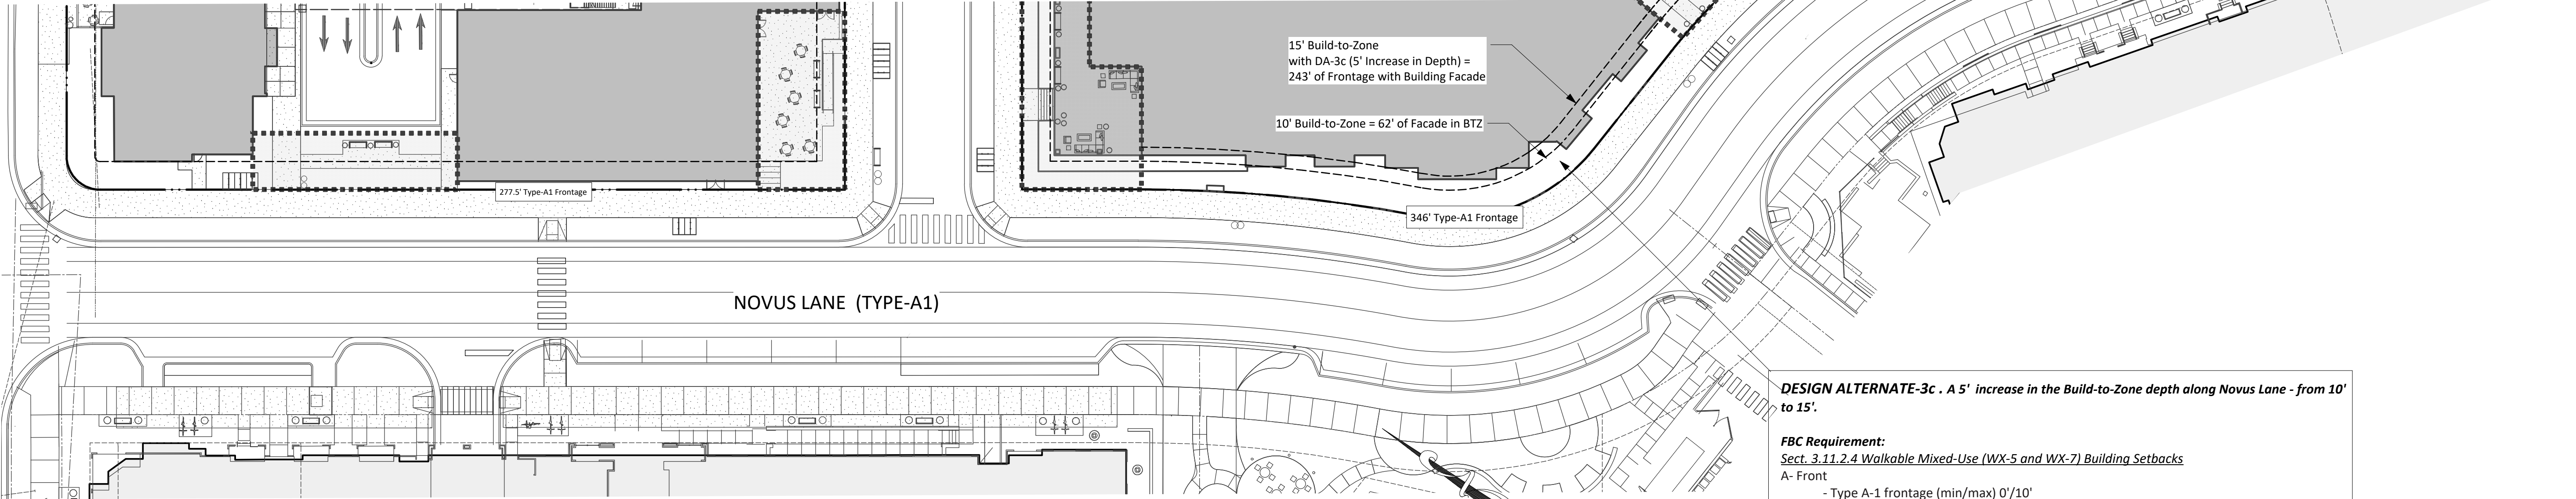 15' Build-to-Zone
with DA-3c (5' Increase in Depth) =
243' of Frontage with Building Facade
10' Build-to-Zone = 62' of Facade in BTZ
277.5' Type-A1 Frontage
346' Type-A1 Frontage
NOVUS LANE (TYPE-A1)
DESIGN ALTERNATE-3c . A 5' increase in the Build-to-Zone depth along Novus Lane - from 10'
to 15'.
FBC Requirement:
Sect. 3.11.2.4 Walkable Mixed-Use (WX-5 and WX-7) Building Setbacks
A- Front
- Type A-1 frontage (min/max) 0'/10'